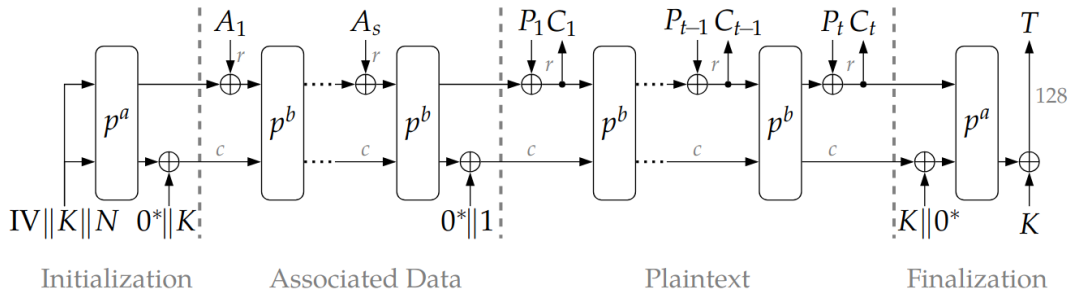 A₁ Aₛ P₁ C₁ Pₜ₋₁ Cₜ₋₁ Pₜ Cₜ T
r r r r r
pᵃ pᵇ pᵇ pᵇ pᵇ pᵃ 128
c c c c
IV‖K‖N 0*‖K 0*‖1 K‖0* K
Initialization Associated Data Plaintext Finalization